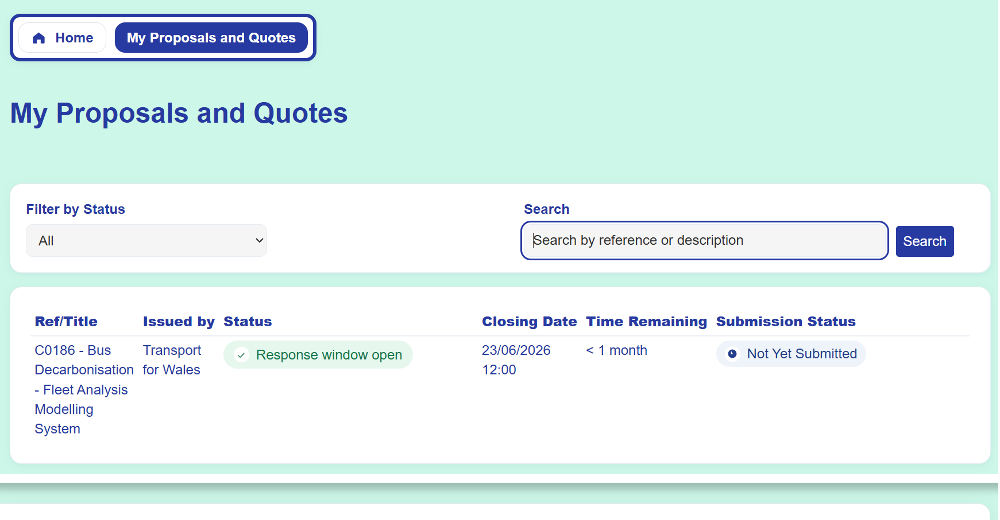 Home
My Proposals and Quotes
My Proposals and Quotes
Filter by Status
All
Search
Search by reference or description
Search
Ref/Title
Issued by
Status
Closing Date
Time Remaining
Submission Status
C0186 - Bus
Decarbonisation
- Fleet Analysis
Modelling
System
Transport
for Wales
Response window open
23/06/2026
12:00
< 1 month
Not Yet Submitted